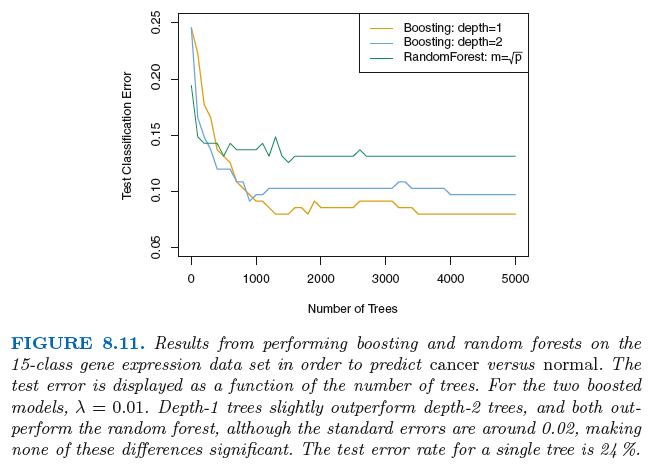 Boosting: depth=1
Boosting: depth=2
RandomForest: m=√p
0.25
0.20
0.15
0.10
0.05
Test Classification Error
0 1000 2000 3000 4000 5000
Number of Trees
FIGURE 8.11. Results from performing boosting and random forests on the
15-class gene expression data set in order to predict cancer versus normal. The
test error is displayed as a function of the number of trees. For the two boosted
models, λ = 0.01. Depth-1 trees slightly outperform depth-2 trees, and both out-
perform the random forest, although the standard errors are around 0.02, making
none of these differences significant. The test error rate for a single tree is 24 %.